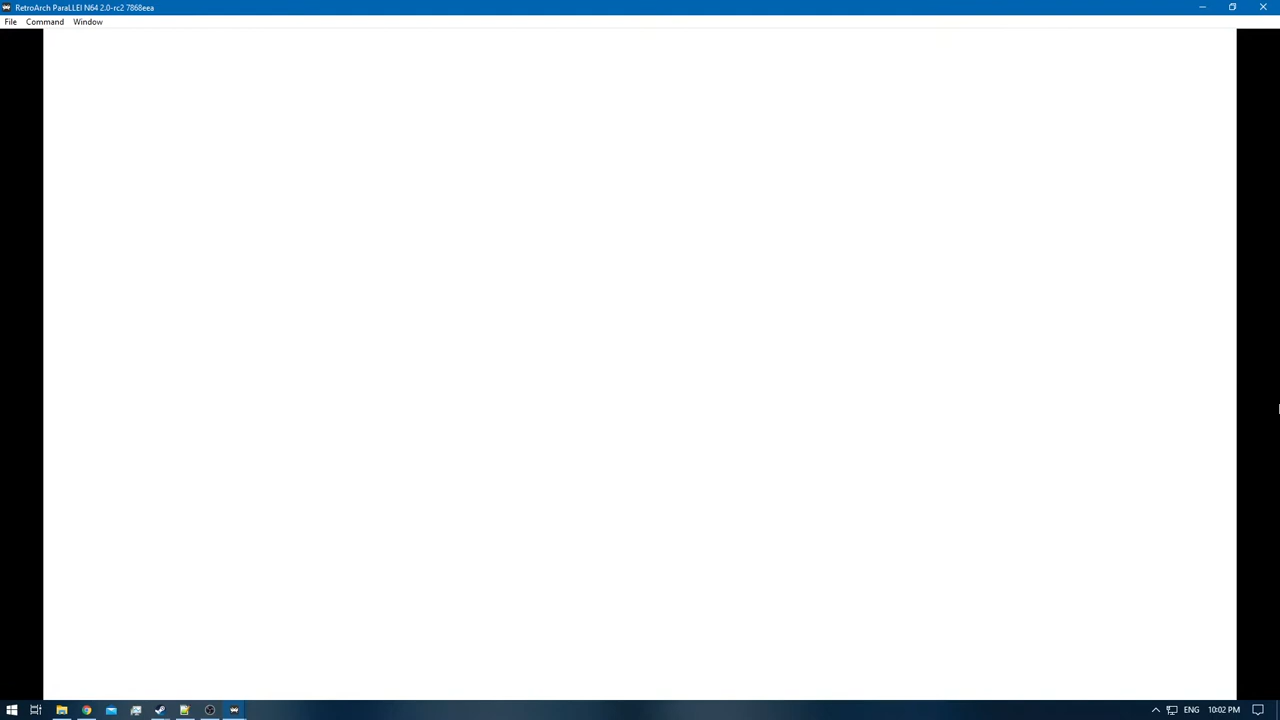 RetroArch ParaLLEl N64 2.0-rc2 7868eea
File Command Window
ENG 10:02 PM